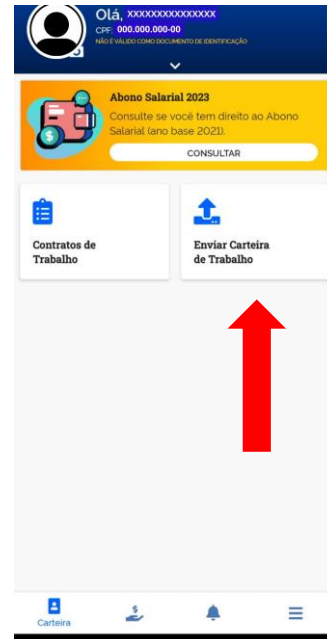 Olá, XXXXXXXXXXXXXXX
CPF: 000.000.000-00
NÃO É VÁLIDO COMO DOCUMENTO DE IDENTIFICAÇÃO
Abono Salarial 2023
Consulte se você tem direito ao Abono
Salarial (ano base 2021).
CONSULTAR
Contratos de
Trabalho
Enviar Carteira
de Trabalho
Carteira